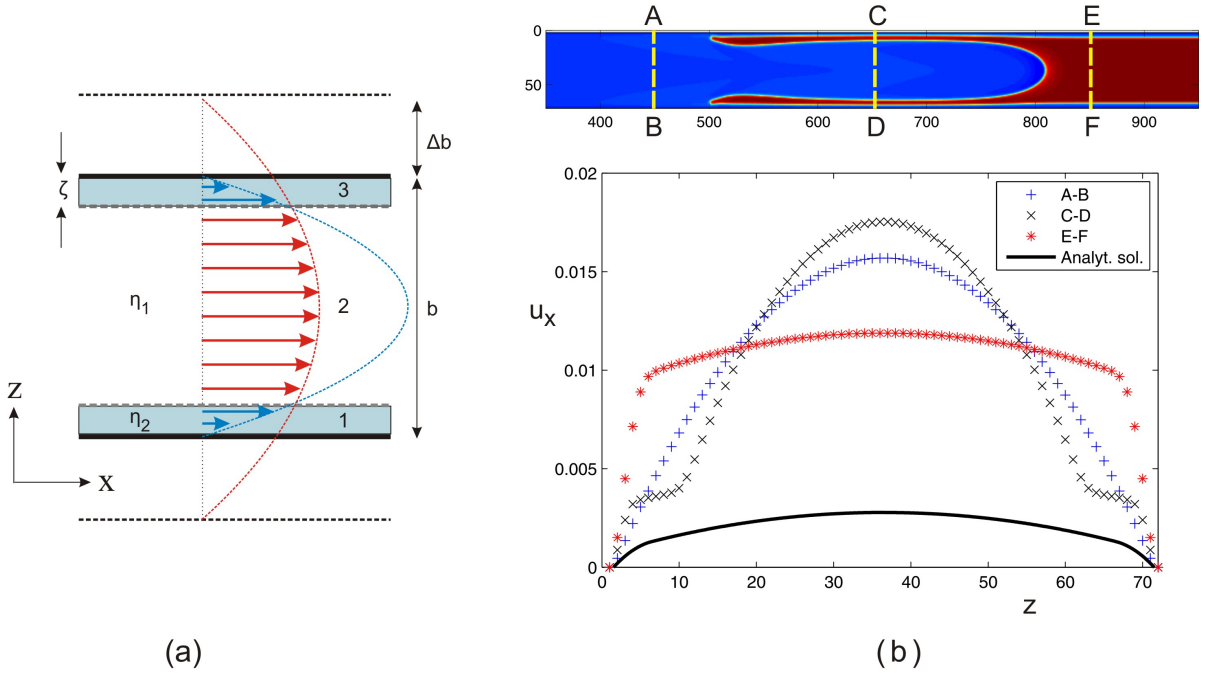 Δb
ζ
3
η1
2
b
z
η2
1
x
(a)
A C E
0
50
B D F
400 500 600 700 800 900
0.02
A-B
C-D
E-F
Analyt. sol.
0.015
ux
0.01
0.005
0
0 10 20 30 40 50 60 70
z
(b)